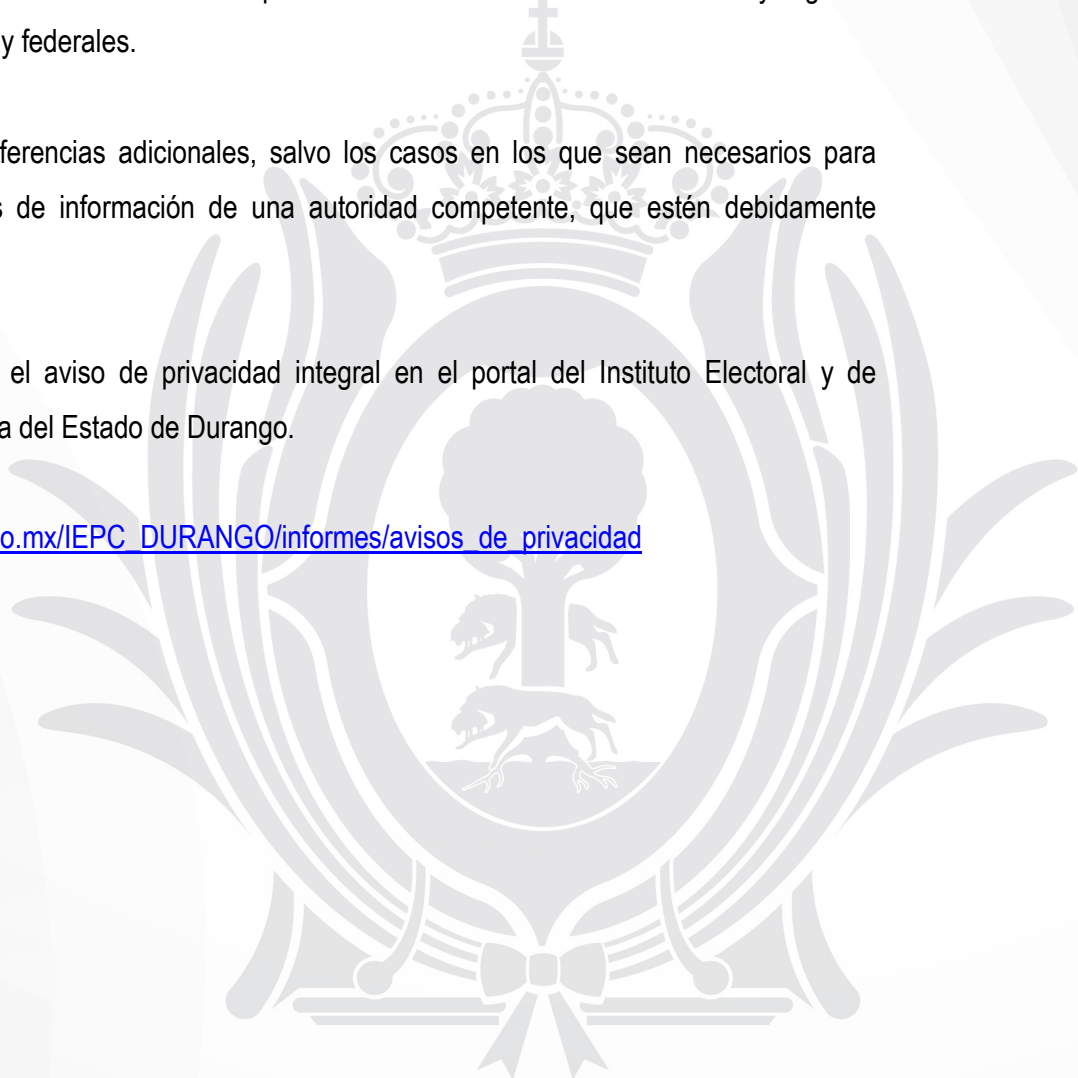 y federales.
ferencias adicionales, salvo los casos en los que sean necesarios para
s de información de una autoridad competente, que estén debidamente
el aviso de privacidad integral en el portal del Instituto Electoral y de
a del Estado de Durango.
o.mx/IEPC_DURANGO/informes/avisos_de_privacidad